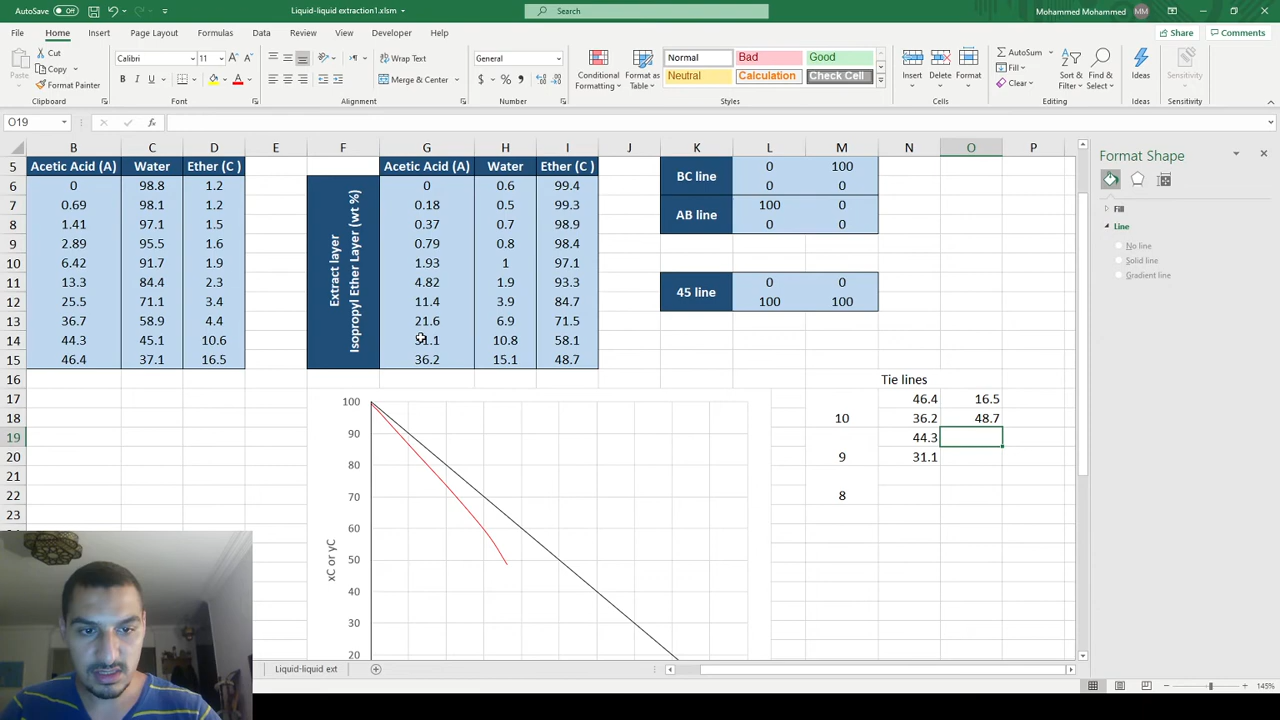 AutoSave Off Liquid-liquid extraction1.xlsm Search Mohammed Mohammed MM
File Home Insert Page Layout Formulas Data Review View Developer Help Share Comments
Paste Cut Copy Format Painter Clipboard
Calibri 11 B I U Font
Wrap Text Merge & Center Alignment
General $ % Number
Conditional Formatting Format as Table
Normal Bad Good
Neutral Calculation Check Cell
Styles
Insert Delete Format Cells
AutoSum Fill Clear Sort & Filter Find & Select Editing
Ideas Ideas
Sensitivity Sensitivity
O19 fx
B C D E F G H I J K L M N O P
5 Acetic Acid (A) Water Ether (C ) Acetic Acid (A) Water Ether (C ) BC line 0 100
6 0 98.8 1.2 0 0.6 99.4 0 0
7 0.69 98.1 1.2 0.18 0.5 99.3 AB line 100 0
8 1.41 97.1 1.5 0.37 0.7 98.9 0 0
9 2.89 95.5 1.6 0.79 0.8 98.4
10 6.42 91.7 1.9 1.93 1 97.1
11 13.3 84.4 2.3 4.82 1.9 93.3 45 line 0 0
12 25.5 71.1 3.4 11.4 3.9 84.7 100 100
13 36.7 58.9 4.4 21.6 6.9 71.5
14 44.3 45.1 10.6 31.1 10.8 58.1
15 46.4 37.1 16.5 36.2 15.1 48.7
Extract layer
Isopropyl Ether Layer (wt %)
16 Tie lines
17 46.4 16.5
18 10 36.2 48.7
19 44.3
20 9 31.1
21
22 8
23
100
90
80
70
60
50
40
30
20
xC or yC
Format Shape
Fill
Line
No line
Solid line
Gradient line
Liquid-liquid ext
145%